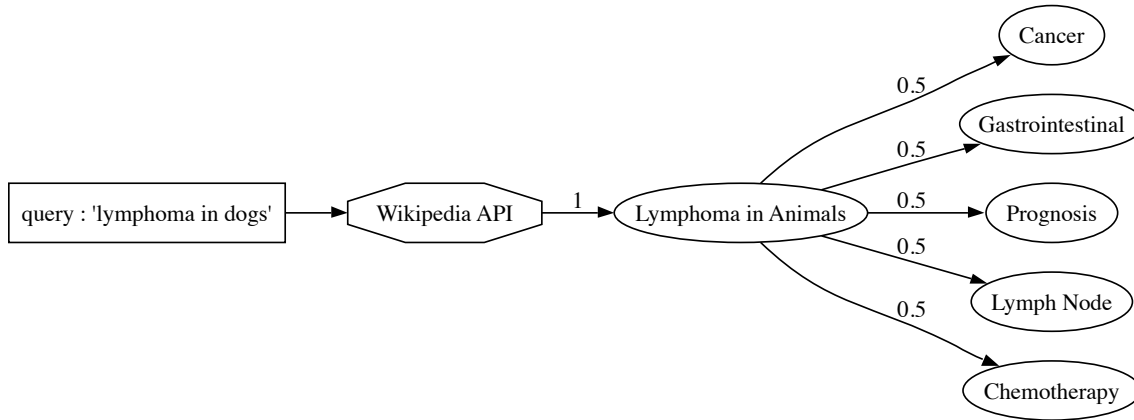 query : 'lymphoma in dogs'
Wikipedia API
1
Lymphoma in Animals
0.5
Cancer
0.5
Gastrointestinal
0.5
Prognosis
0.5
Lymph Node
0.5
Chemotherapy